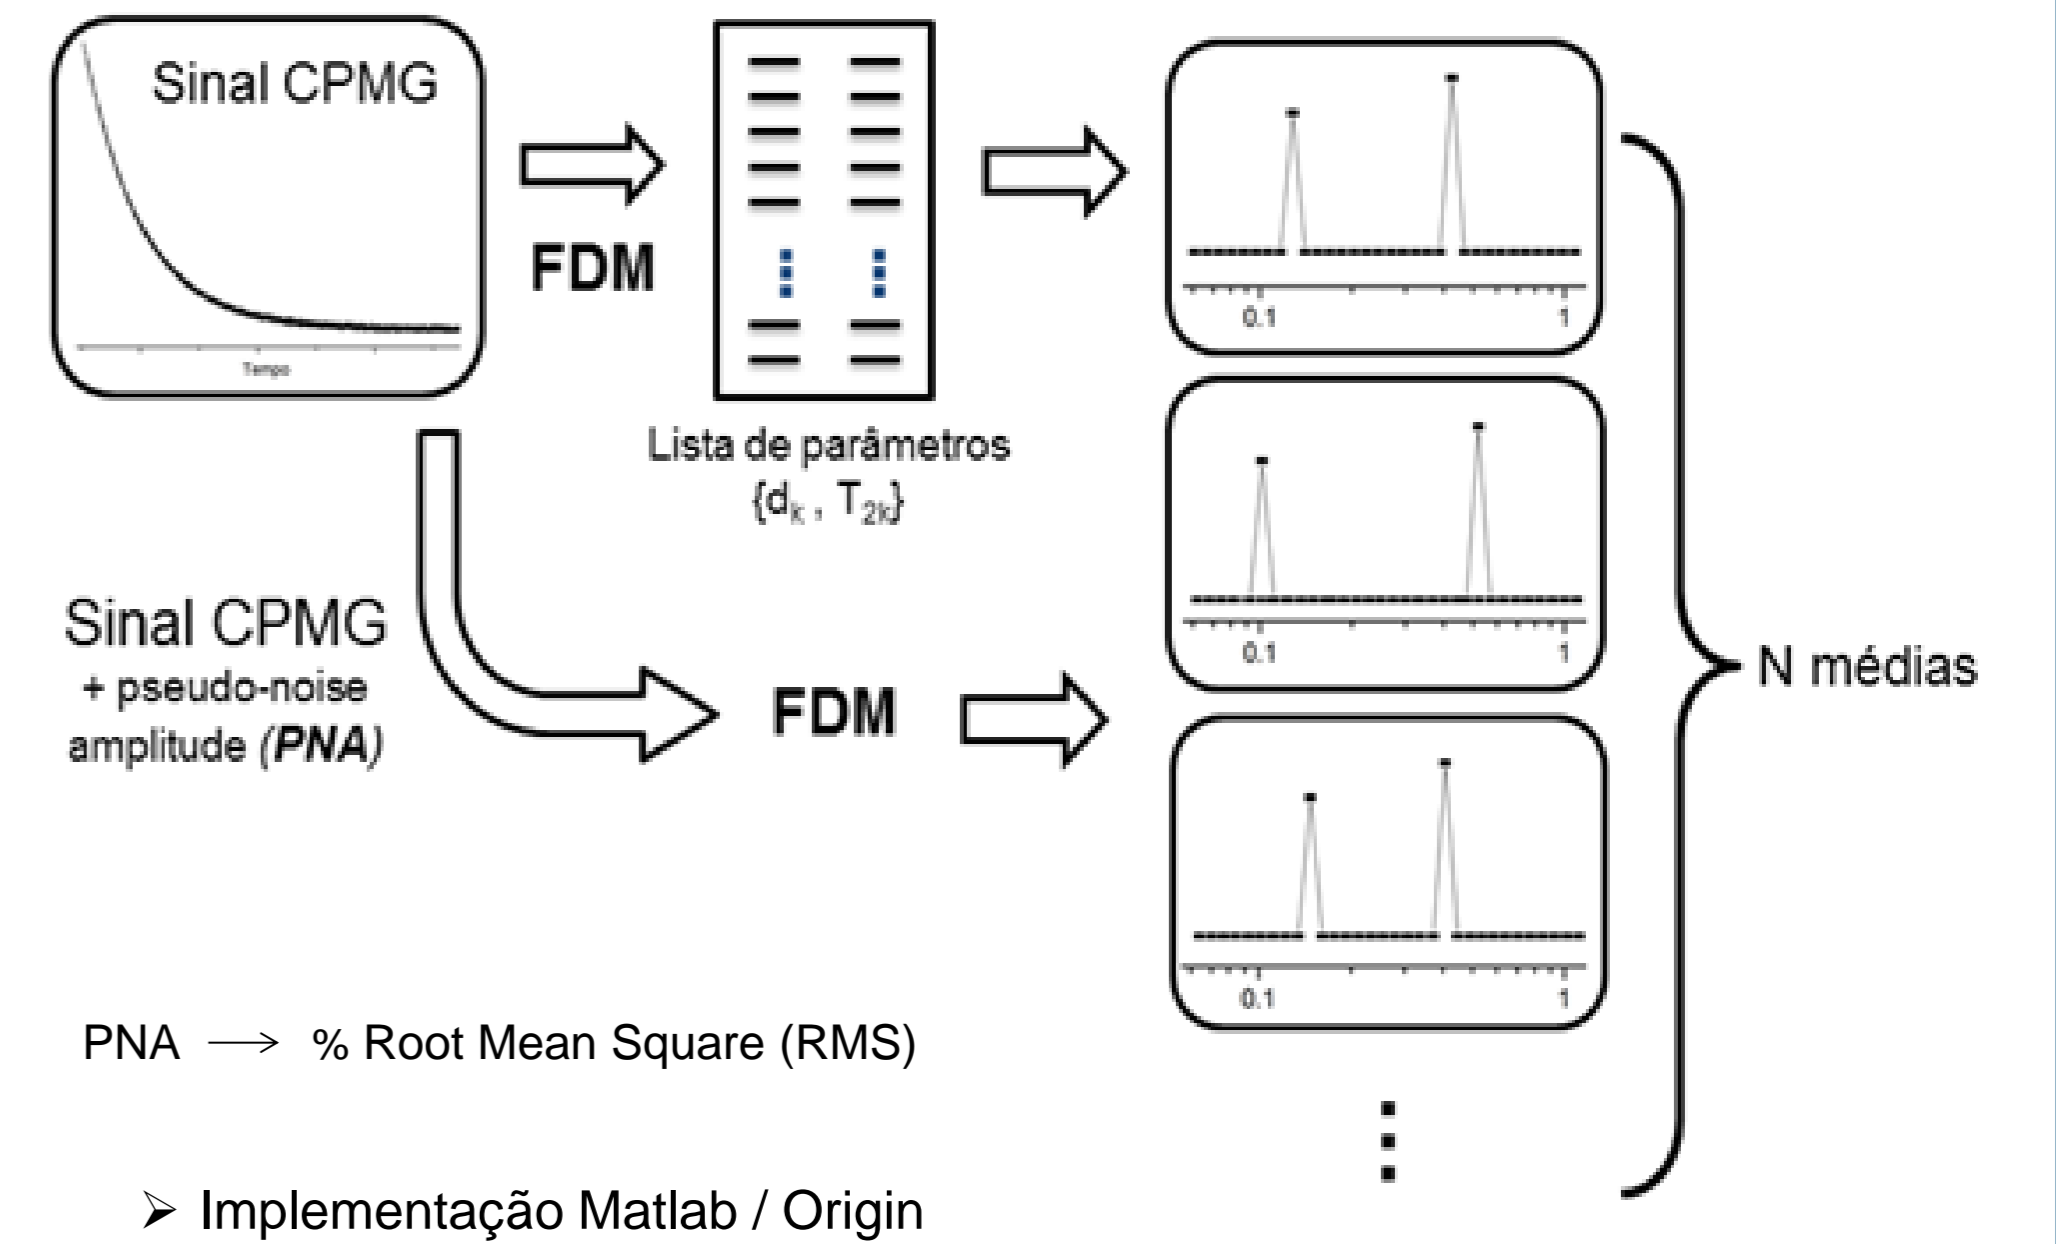 Sinal CPMG
Tempo
FDM
Lista de parâmetros
{dk , T2k}
0.1 1
0.1 1
0.1 1
N médias
Sinal CPMG
+ pseudo-noise
amplitude (PNA)
FDM
PNA → % Root Mean Square (RMS)
➢ Implementação Matlab / Origin